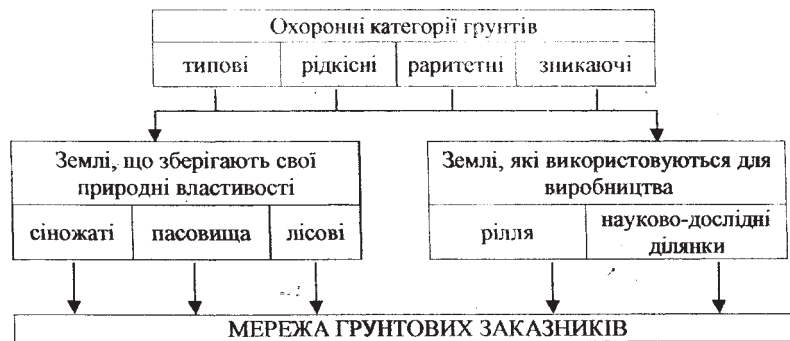 Охоронні категорії грунтів
типові рідкісні раритетні зникаючі
Землі, що зберігають свої
природні властивості
сіножаті пасовища лісові
Землі, які використовуються для
виробництва
рілля науково-дослідні
ділянки
МЕРЕЖА ГРУНТОВИХ ЗАКАЗНИКІВ